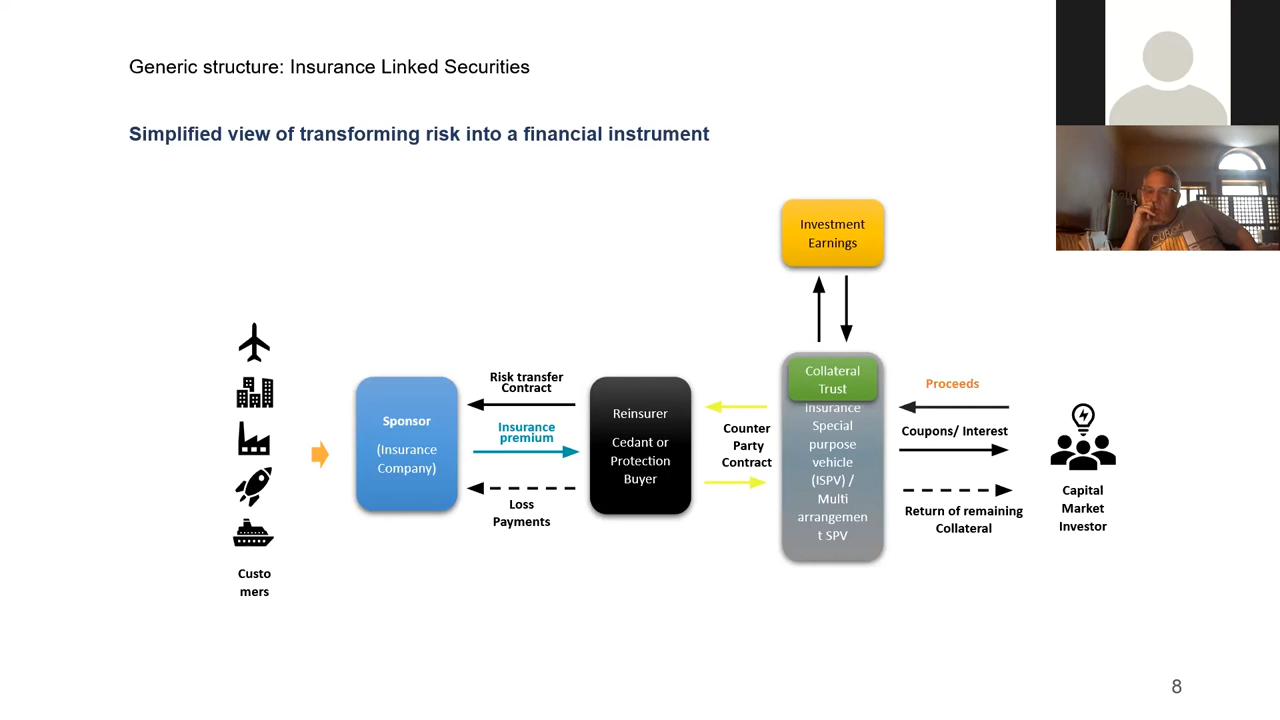 Generic structure: Insurance Linked Securities
Simplified view of transforming risk into a financial instrument
Investment
Earnings
Custo
mers
Sponsor
(Insurance
Company)
Risk transfer
Contract
Insurance
premium
Loss
Payments
Reinsurer
Cedant or
Protection
Buyer
Counter
Party
Contract
Collateral
Trust
Insurance
Special
purpose
vehicle
(ISPV) /
Multi
arrangemen
t SPV
Proceeds
Coupons/ Interest
Return of remaining
Collateral
Capital
Market
Investor
8